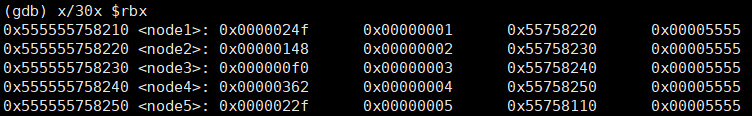 (gdb) x/30x $rbx
0x555555758210 <node1>: 0x0000024f 0x00000001 0x55758220 0x00005555
0x555555758220 <node2>: 0x00000148 0x00000002 0x55758230 0x00005555
0x555555758230 <node3>: 0x000000f0 0x00000003 0x55758240 0x00005555
0x555555758240 <node4>: 0x00000362 0x00000004 0x55758250 0x00005555
0x555555758250 <node5>: 0x0000022f 0x00000005 0x55758110 0x00005555